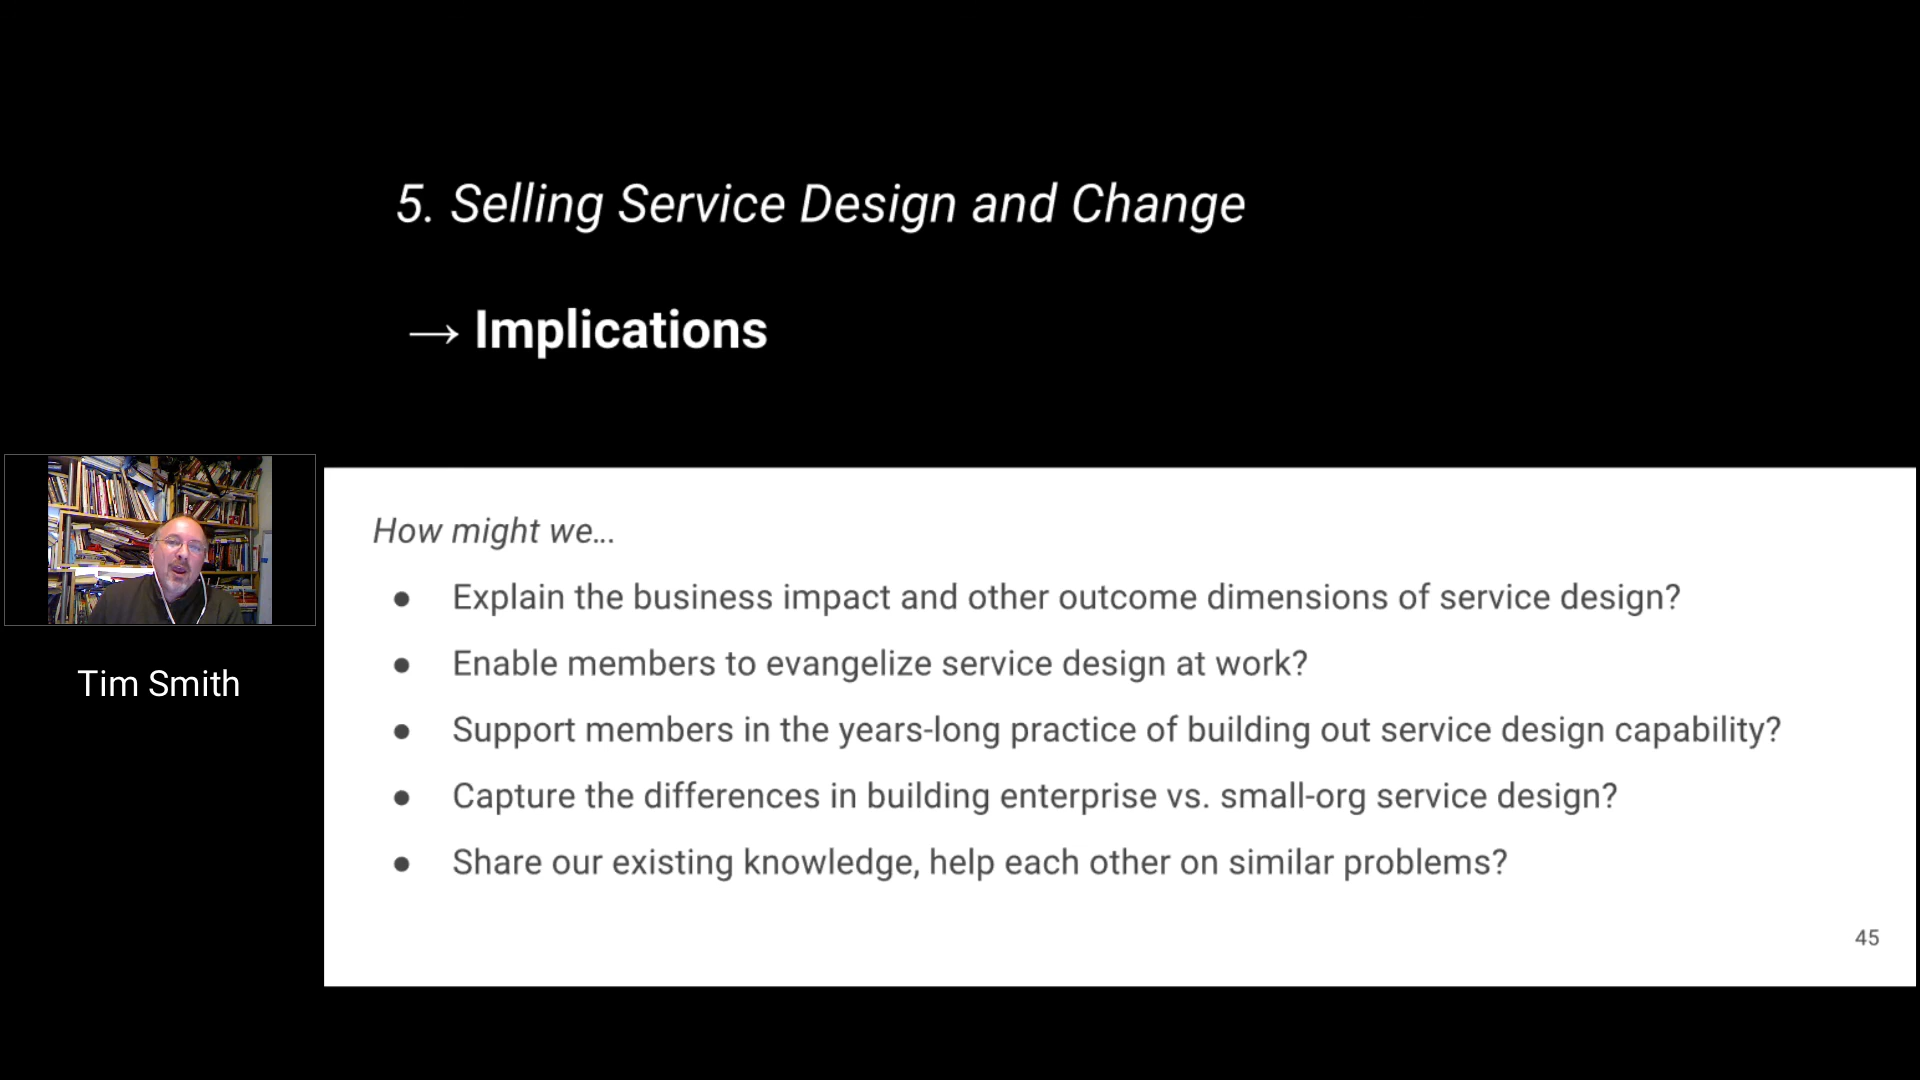 5. Selling Service Design and Change
→ Implications
How might we...
● Explain the business impact and other outcome dimensions of service design?
● Enable members to evangelize service design at work?
● Support members in the years-long practice of building out service design capability?
● Capture the differences in building enterprise vs. small-org service design?
● Share our existing knowledge, help each other on similar problems?
45
Tim Smith